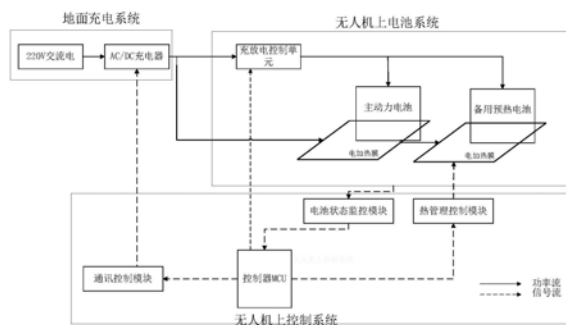 地面充电系统
无人机上电池系统
220V交流电
AC/DC充电器
充放电控制单
元
主动力电池
备用预热电池
电加热膜
电加热膜
电池状态监控模块
热管理控制模块
通讯控制模块
控制器MCU
功率流
信号流
无人机上控制系统